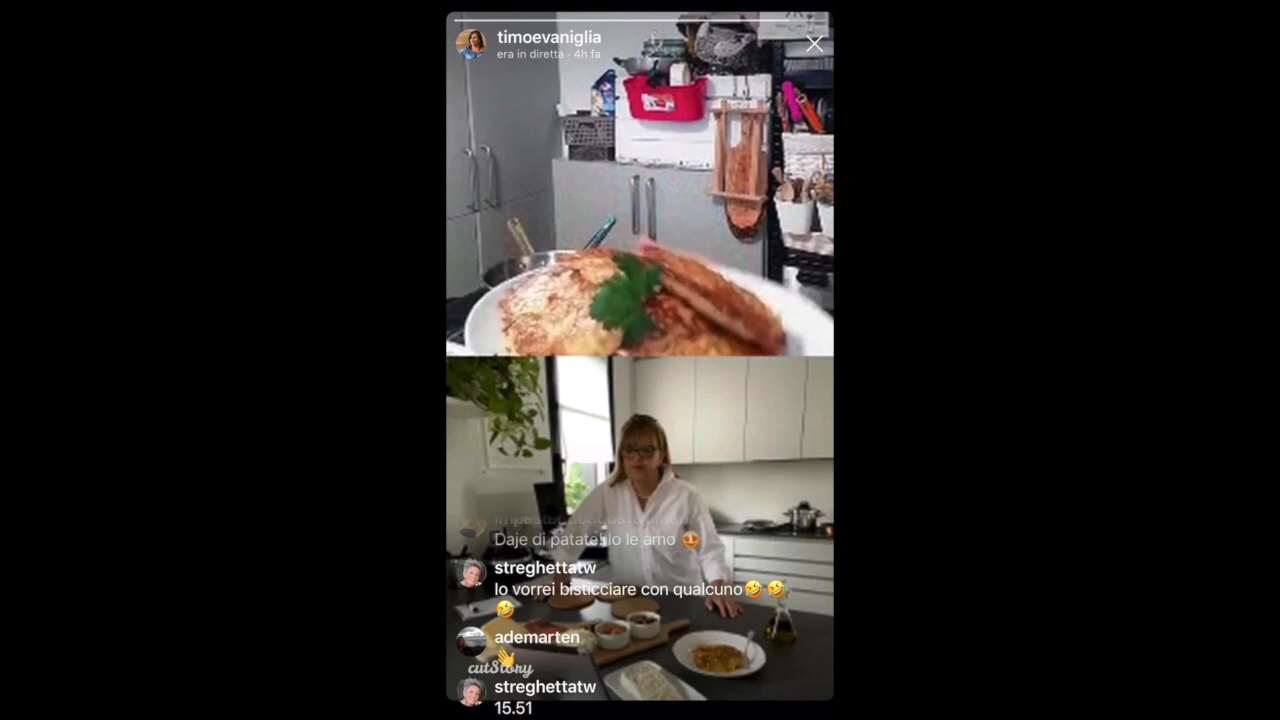 timoevaniglia
era in diretta · 4h fa
Daje di patate! Io le amo 🤩
streghettatw
Io vorrei bisticciare con qualcuno🤣🤣
🤣
ademarten
👋
cutStory
streghettatw
15.51